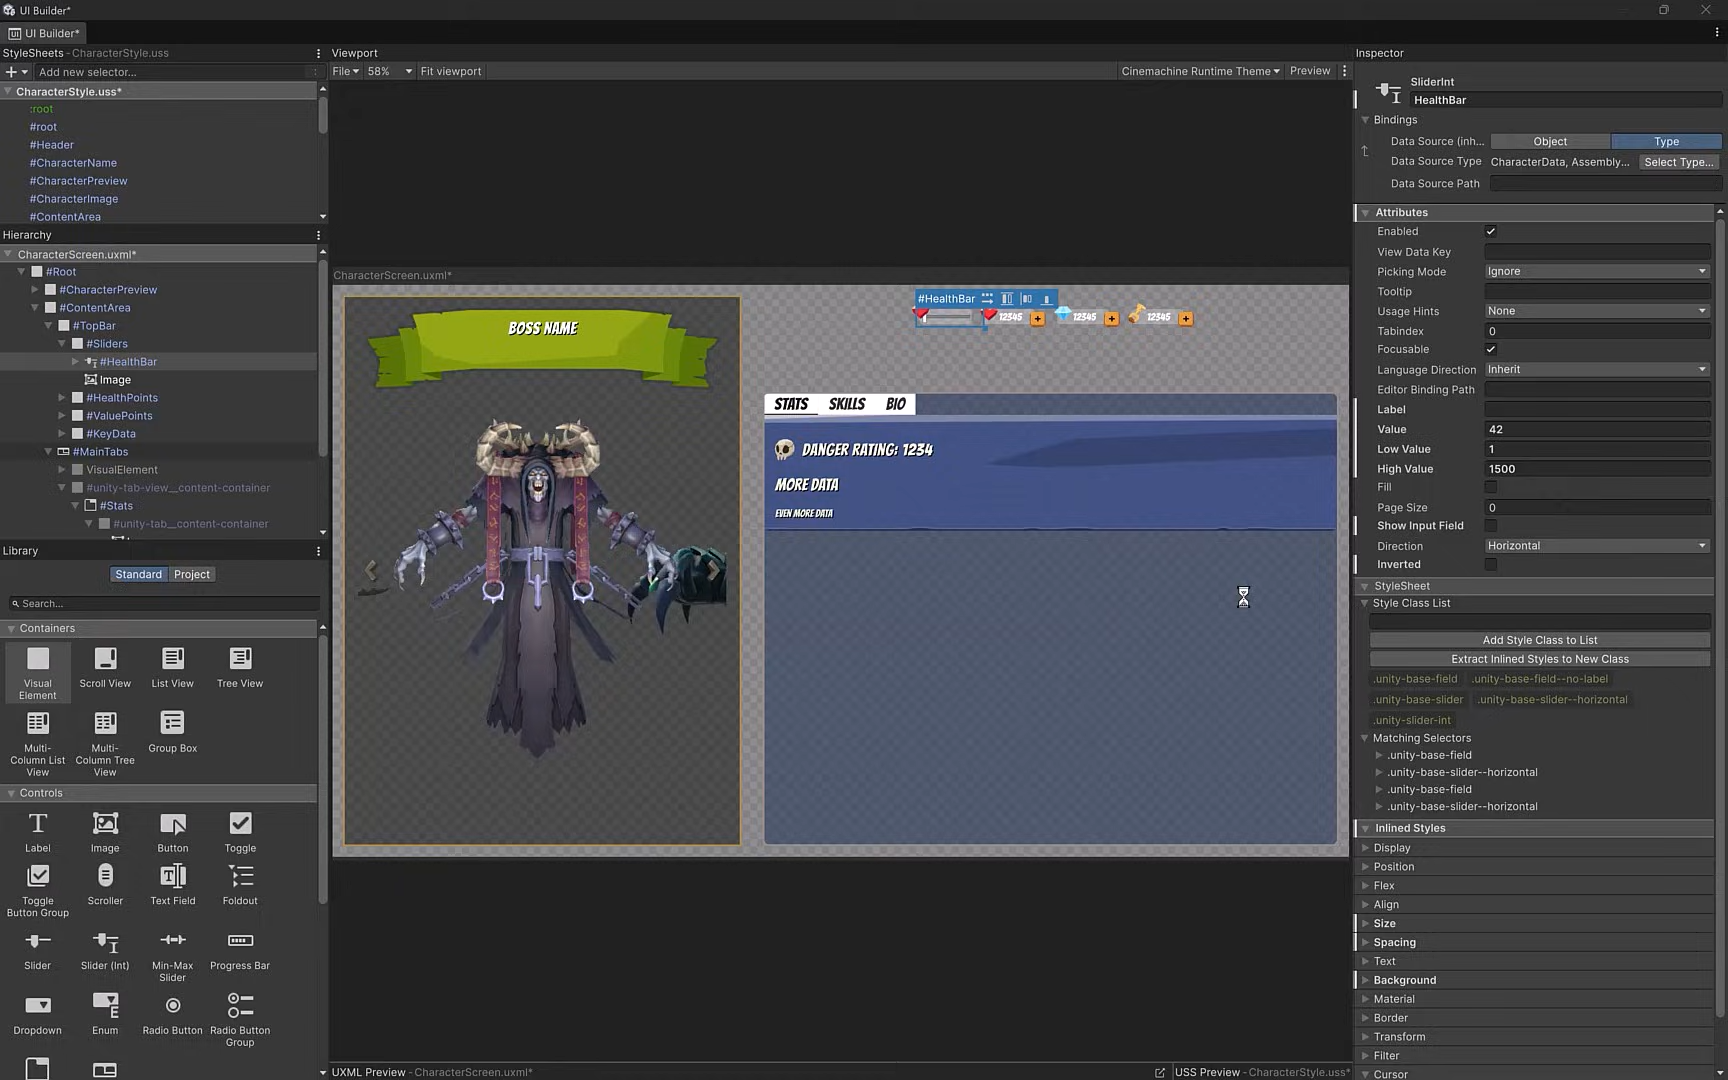 UI Builder*
UI Builder*
StyleSheets - CharacterStyle.uss
Add new selector...
CharacterStyle.uss*
:root
#root
#Header
#CharacterName
#CharacterPreview
#CharacterImage
#ContentArea
Hierarchy
CharacterScreen.uxml*
#Root
#CharacterPreview
#ContentArea
#TopBar
#Sliders
#HealthBar
Image
#HealthPoints
#ValuePoints
#KeyData
#MainTabs
VisualElement
#unity-tab-view__content-container
#Stats
#unity-tab__content-container
Library
Standard Project
Search...
Containers
Visual Element
Scroll View
List View
Tree View
Multi-Column List View
Multi-Column Tree View
Group Box
Controls
Label
Image
Button
Toggle
Toggle Button Group
Scroller
Text Field
Foldout
Slider
Slider (Int)
Min-Max Slider
Progress Bar
Dropdown
Enum
Radio Button
Radio Button Group
Viewport
File 58% Fit viewport
Cinemachine Runtime Theme Preview
CharacterScreen.uxml*
BOSS NAME
#HealthBar
12345 + 12345 + 12345 +
STATS SKILLS BIO
DANGER RATING: 1234
MORE DATA
EVEN MORE DATA
UXML Preview - CharacterScreen.uxml*
USS Preview - CharacterStyle.uss*
Inspector
SliderInt
HealthBar
Bindings
Data Source (inh... Object Type
Data Source Type CharacterData, Assembly... Select Type...
Data Source Path
Attributes
Enabled
View Data Key
Picking Mode Ignore
Tooltip
Usage Hints None
Tabindex 0
Focusable
Language Direction Inherit
Editor Binding Path
Label
Value 42
Low Value 1
High Value 1500
Fill
Page Size 0
Show Input Field
Direction Horizontal
Inverted
StyleSheet
Style Class List
Add Style Class to List
Extract Inlined Styles to New Class
.unity-base-field .unity-base-field--no-label
.unity-base-slider .unity-base-slider--horizontal
.unity-slider-int
Matching Selectors
.unity-base-field
.unity-base-slider--horizontal
.unity-base-field
.unity-base-slider--horizontal
Inlined Styles
Display
Position
Flex
Align
Size
Spacing
Text
Background
Material
Border
Transform
Filter
Cursor